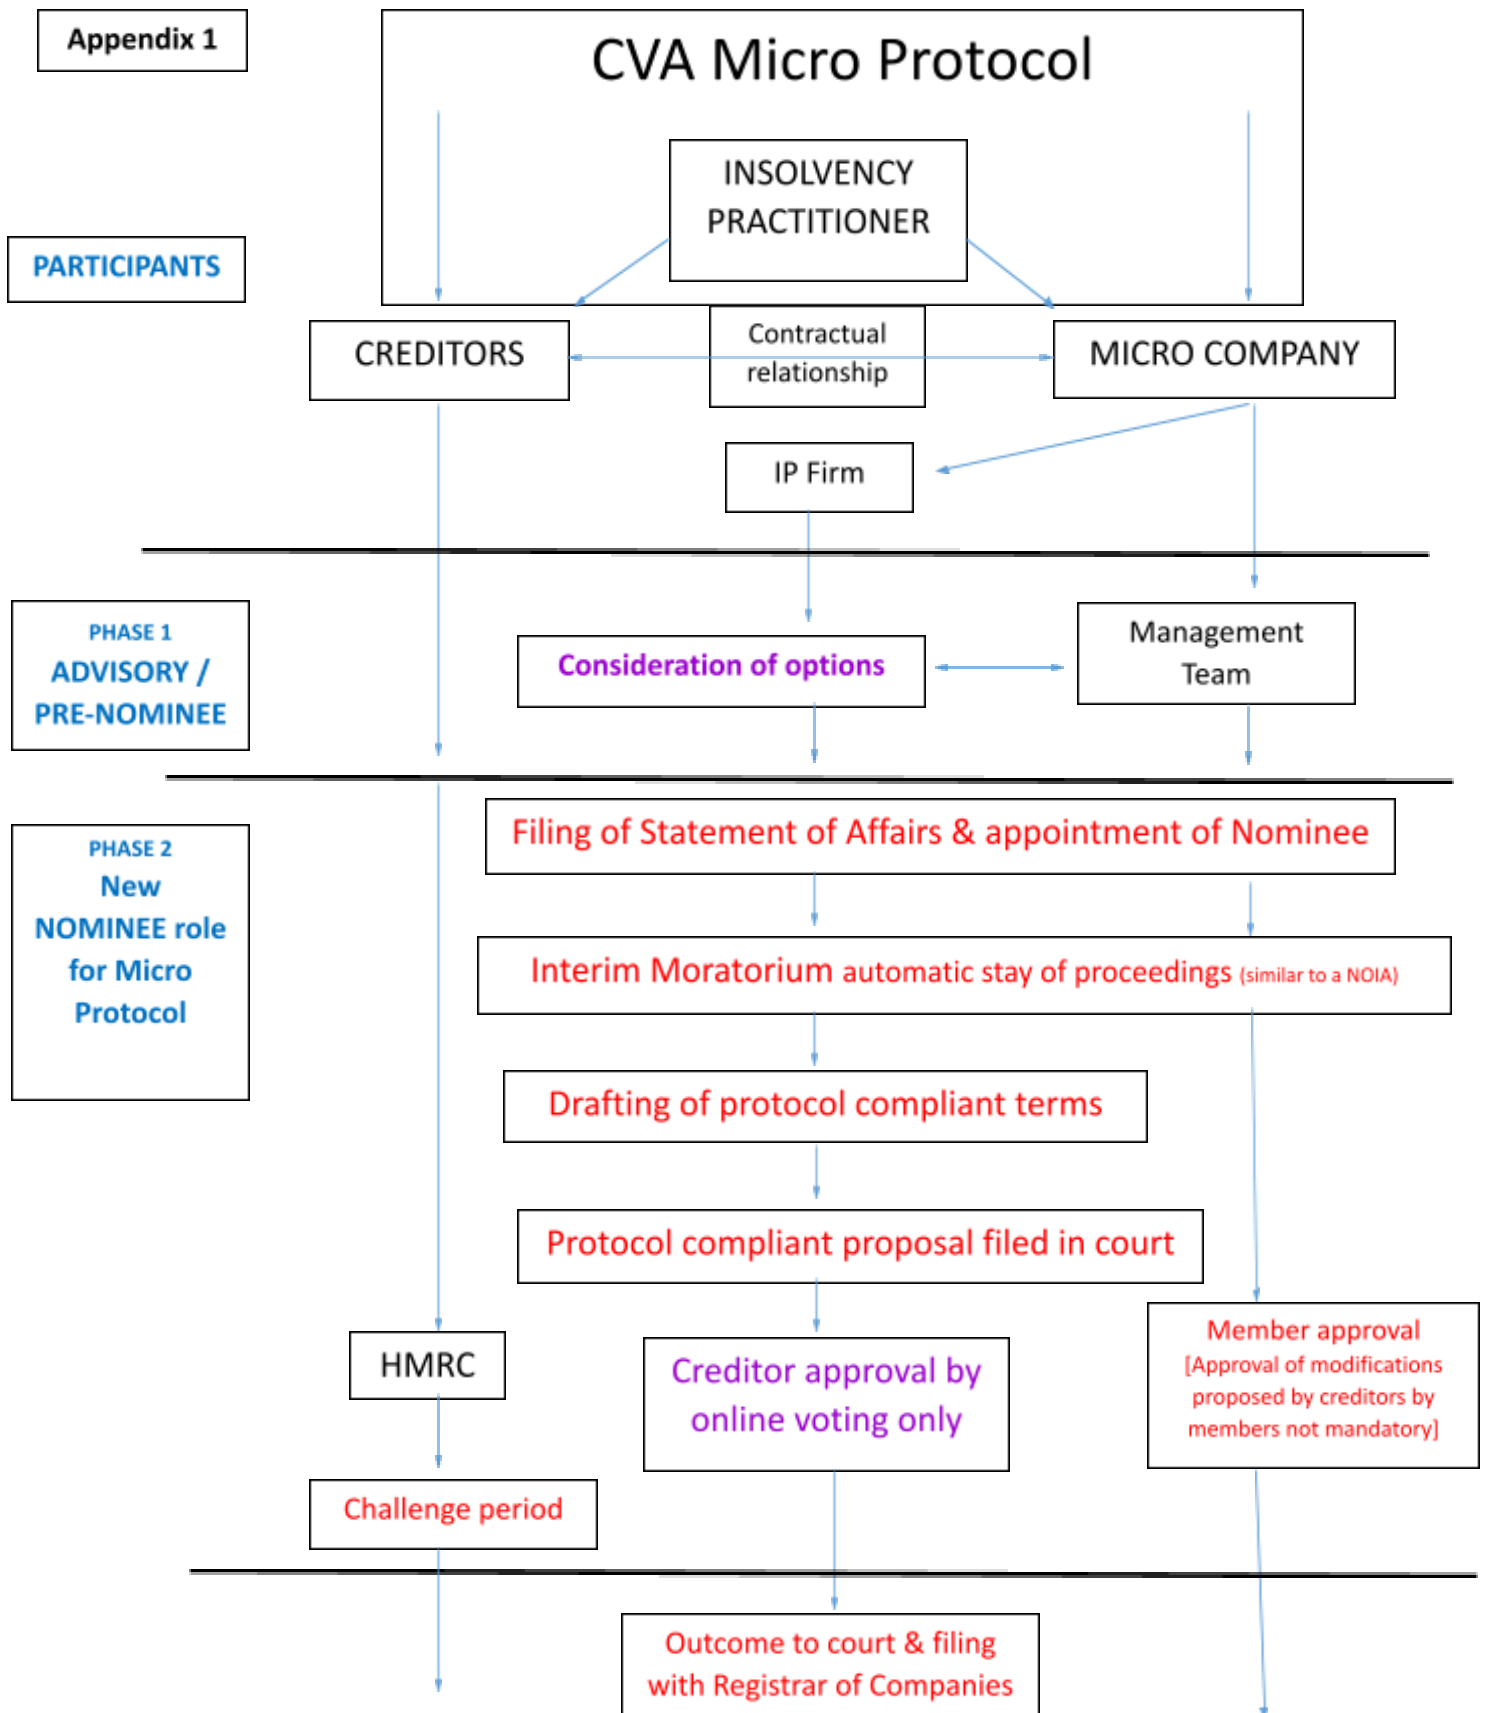 Appendix 1
CVA Micro Protocol
INSOLVENCY
PRACTITIONER
PARTICIPANTS
CREDITORS
Contractual
relationship
MICRO COMPANY
IP Firm
PHASE 1
ADVISORY /
PRE-NOMINEE
Consideration of options
Management
Team
PHASE 2
New
NOMINEE role
for Micro
Protocol
Filing of Statement of Affairs & appointment of Nominee
Interim Moratorium automatic stay of proceedings (similar to a NOIA)
Drafting of protocol compliant terms
Protocol compliant proposal filed in court
HMRC
Creditor approval by
online voting only
Member approval
[Approval of modifications
proposed by creditors by
members not mandatory]
Challenge period
Outcome to court & filing
with Registrar of Companies